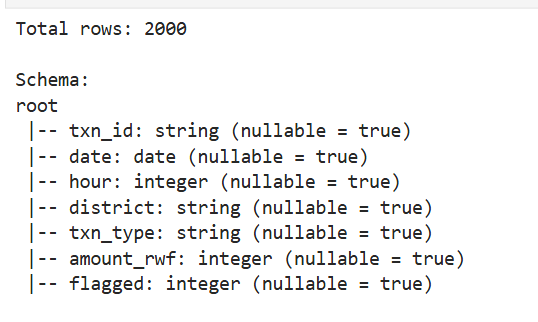 Total rows: 2000
Schema:
root
|-- txn_id: string (nullable = true)
|-- date: date (nullable = true)
|-- hour: integer (nullable = true)
|-- district: string (nullable = true)
|-- txn_type: string (nullable = true)
|-- amount_rwf: integer (nullable = true)
|-- flagged: integer (nullable = true)